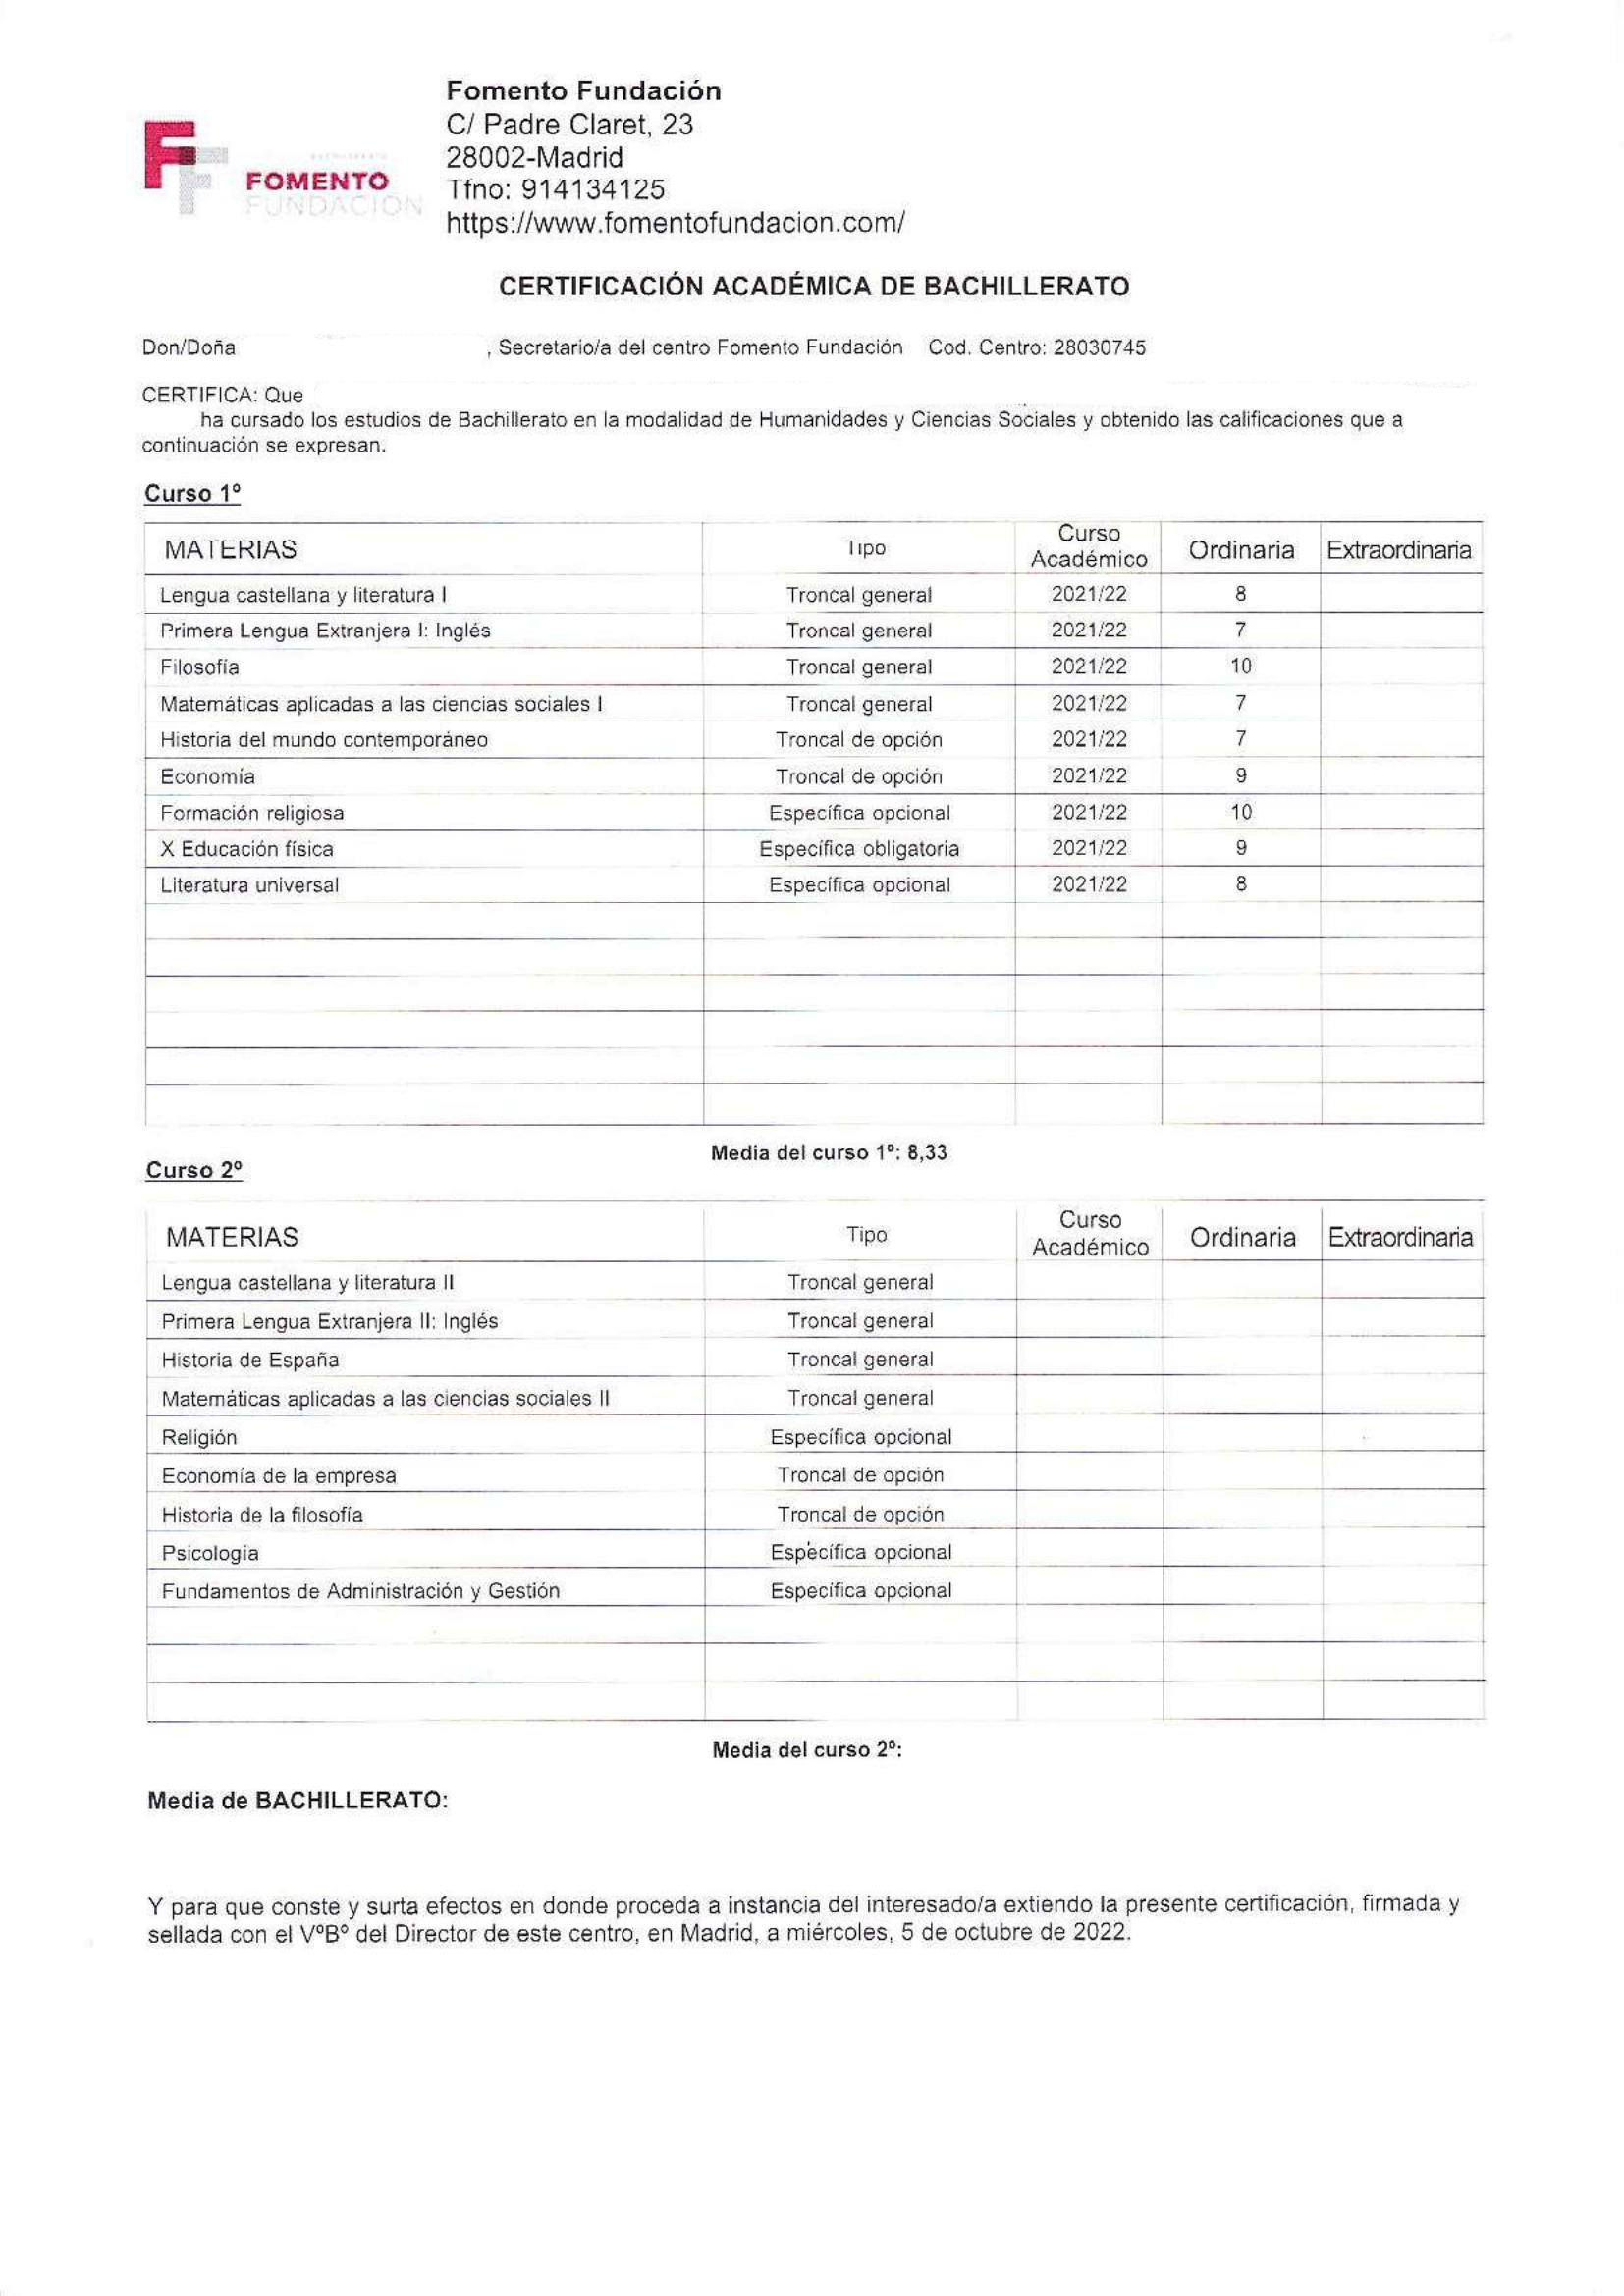 Fomento Fundación
C/ Padre Claret, 23
28002-Madrid
Tfno: 914134125
https://www.fomentofundacion.com/
FOMENTO
FUNDACION
CERTIFICACIÓN ACADÉMICA DE BACHILLERATO
Don/Doña , Secretario/a del centro Fomento Fundación Cod. Centro: 28030745
CERTIFICA: Que
ha cursado los estudios de Bachillerato en la modalidad de Humanidades y Ciencias Sociales y obtenido las calificaciones que a
continuación se expresan.
Curso 1º
MATERIAS Tipo Curso Académico Ordinaria Extraordinaria
Lengua castellana y literatura I Troncal general 2021/22 8
Primera Lengua Extranjera I: Inglés Troncal general 2021/22 7
Filosofía Troncal general 2021/22 10
Matemáticas aplicadas a las ciencias sociales I Troncal general 2021/22 7
Historia del mundo contemporáneo Troncal de opción 2021/22 7
Economía Troncal de opción 2021/22 9
Formación religiosa Específica opcional 2021/22 10
X Educación física Específica obligatoria 2021/22 9
Literatura universal Específica opcional 2021/22 8
Media del curso 1º: 8,33
Curso 2º
MATERIAS Tipo Curso Académico Ordinaria Extraordinaria
Lengua castellana y literatura II Troncal general
Primera Lengua Extranjera II: Inglés Troncal general
Historia de España Troncal general
Matemáticas aplicadas a las ciencias sociales II Troncal general
Religión Específica opcional
Economía de la empresa Troncal de opción
Historia de la filosofía Troncal de opción
Psicología Específica opcional
Fundamentos de Administración y Gestión Específica opcional
Media del curso 2º:
Media de BACHILLERATO:
Y para que conste y surta efectos en donde proceda a instancia del interesado/a extiendo la presente certificación, firmada y
sellada con el VºBº del Director de este centro, en Madrid, a miércoles, 5 de octubre de 2022.